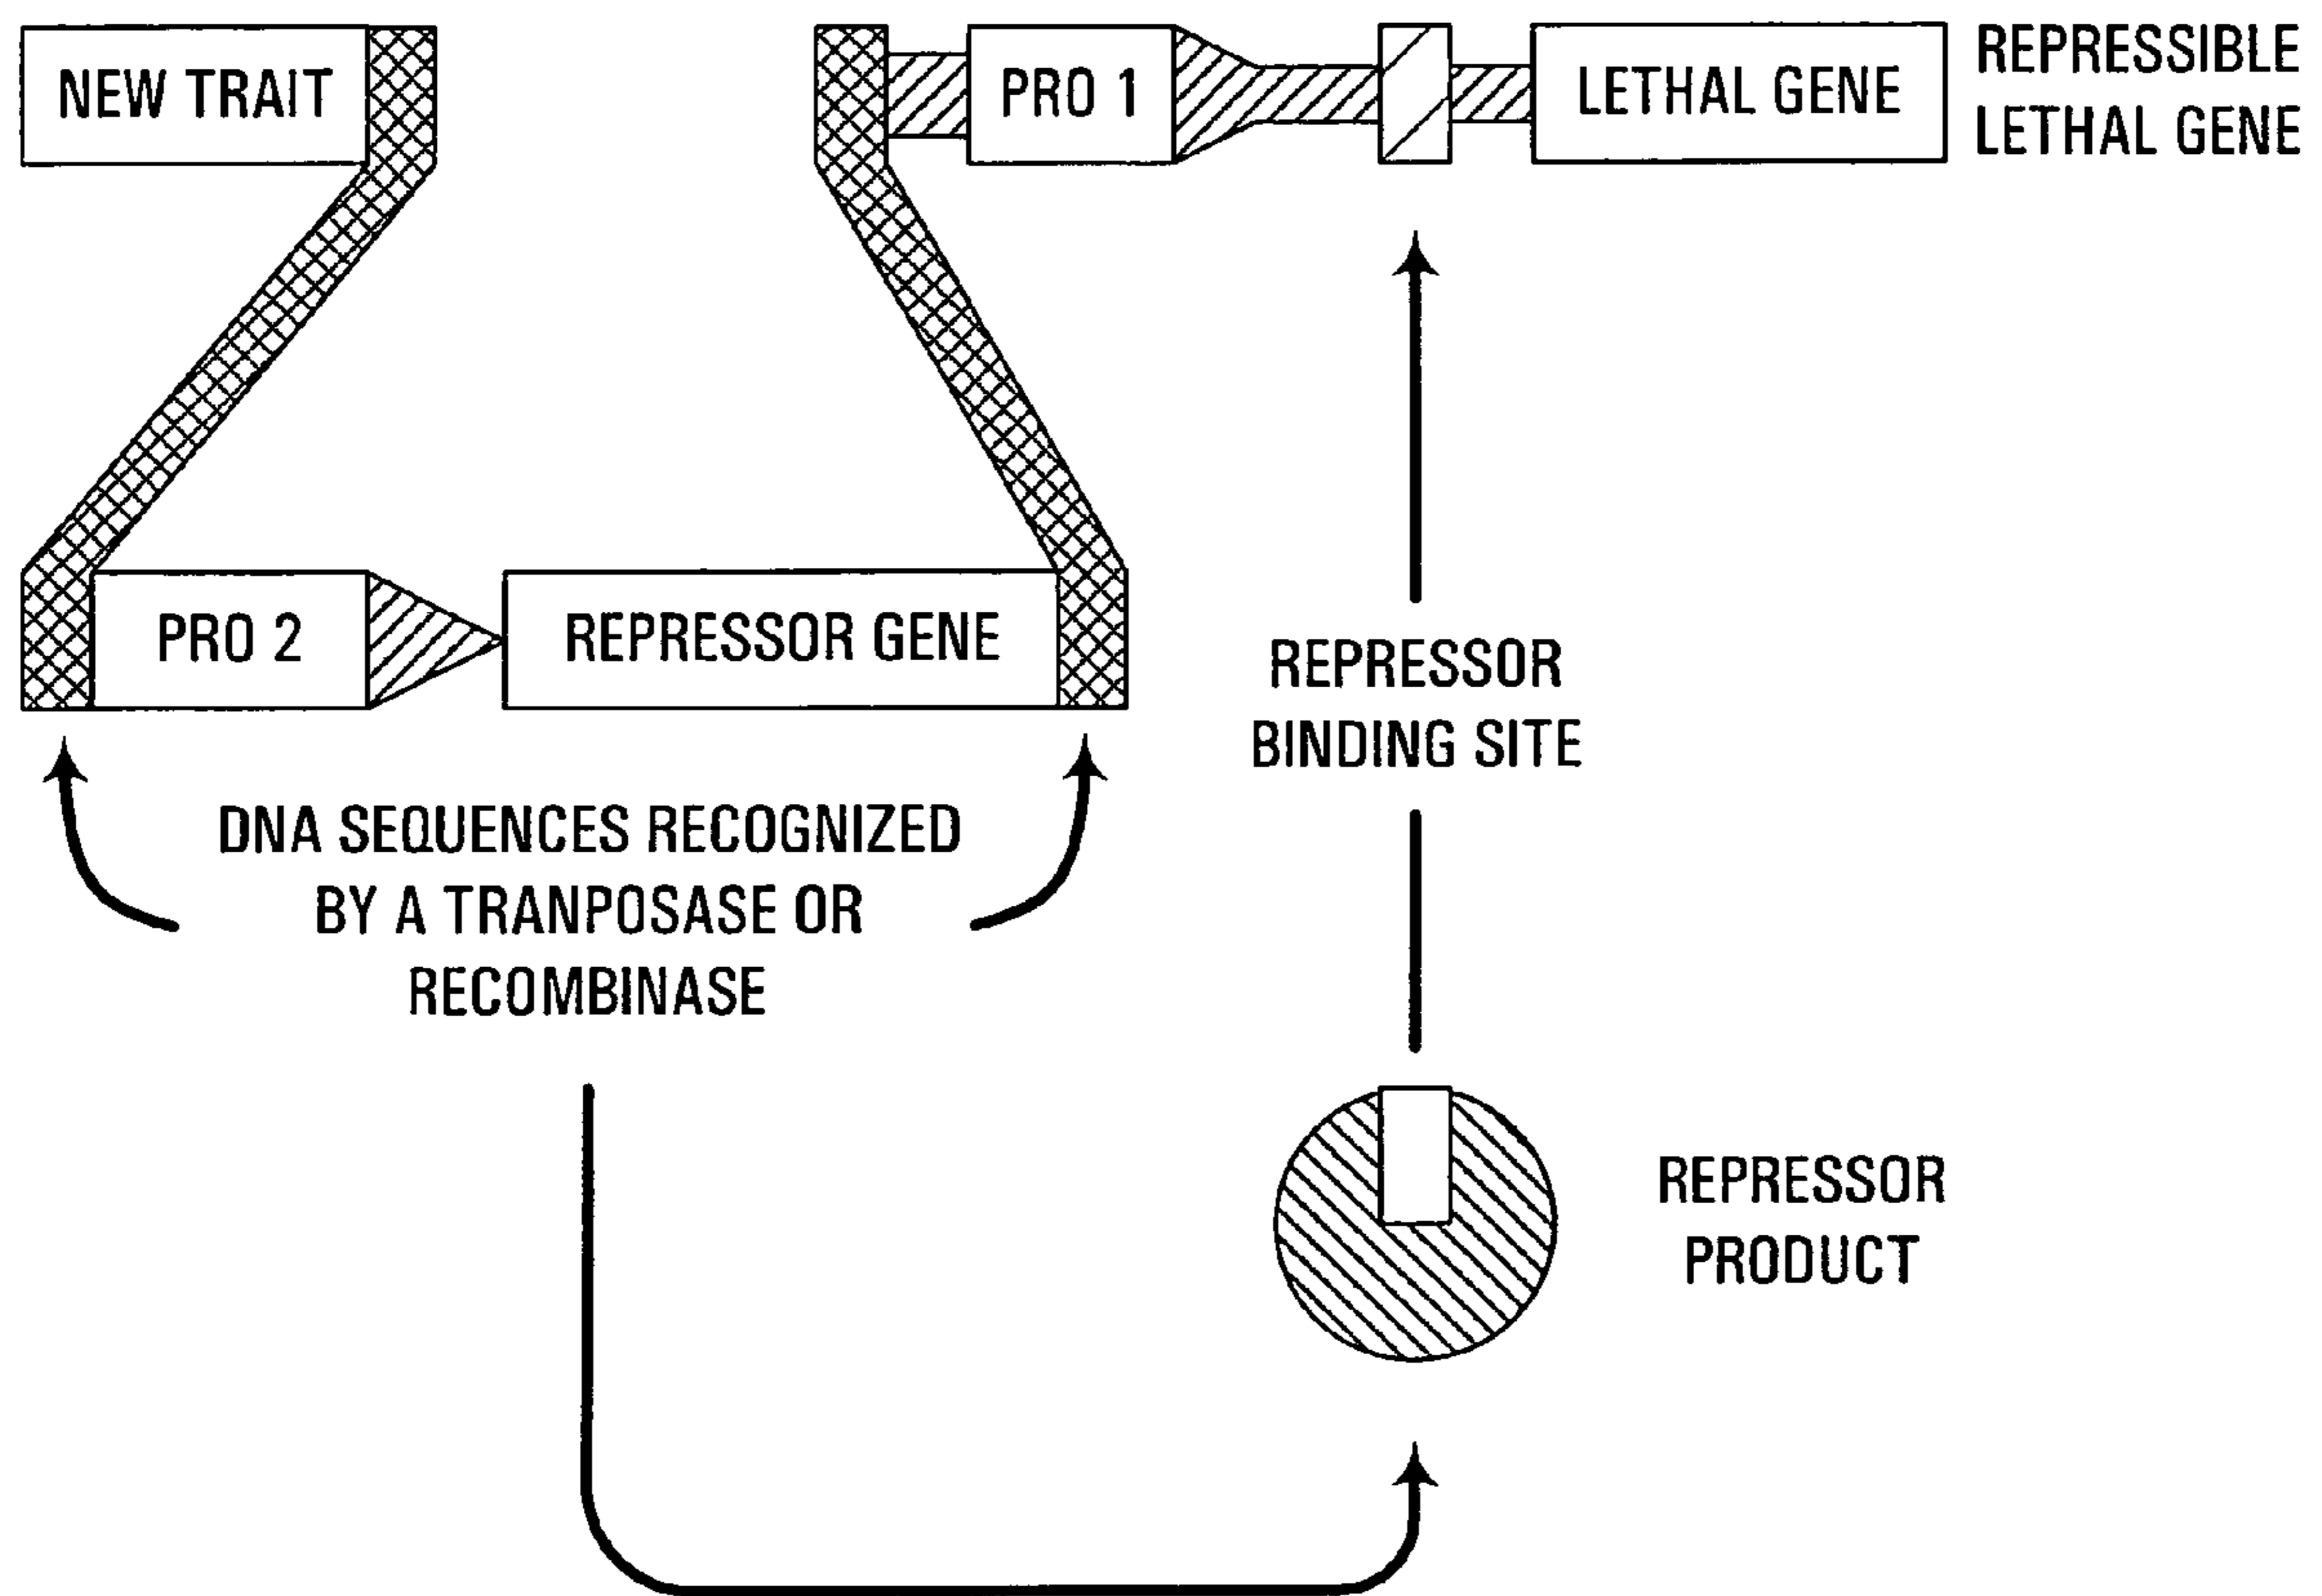 NEW TRAIT
PRO 1
LETHAL GENE
REPRESSIBLE
LETHAL GENE
PRO 2
REPRESSOR GENE
REPRESSOR
BINDING SITE
DNA SEQUENCES RECOGNIZED
BY A TRANPOSASE OR
RECOMBINASE
REPRESSOR
PRODUCT